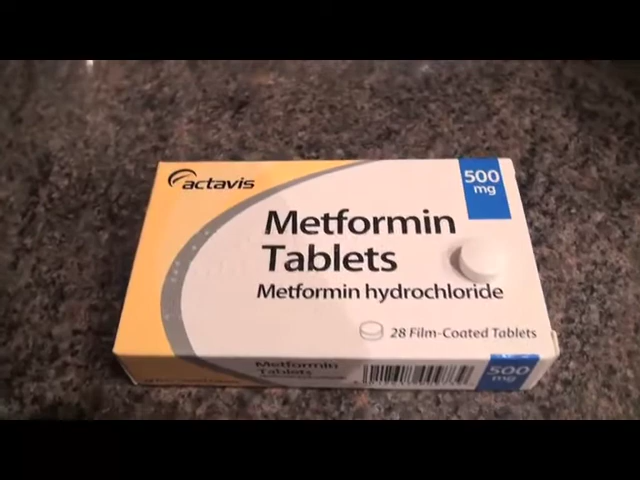 actavis
500
mg
Metformin
Tablets
Metformin hydrochloride
28 Film-Coated Tablets
Metformin
Tablets
500
mg